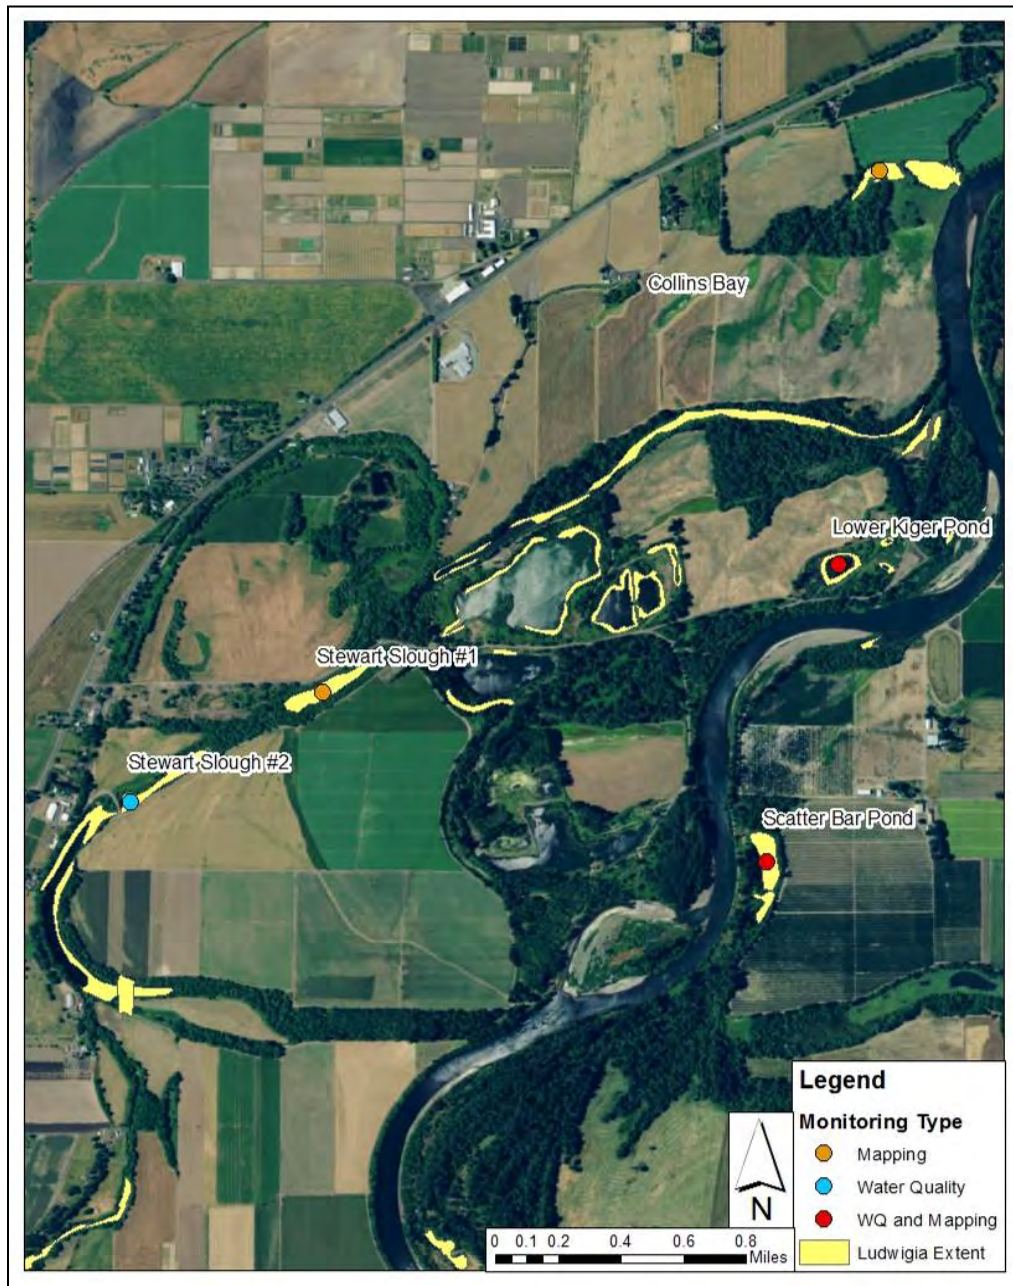 Collins Bay
Lower Kiger Pond
Stewart Slough #1
Stewart Slough #2
Scatter Bar Pond
Legend
Monitoring Type
Mapping
Water Quality
WQ and Mapping
Ludwigia Extent
N
0 0.1 0.2 0.4 0.6 0.8
Miles